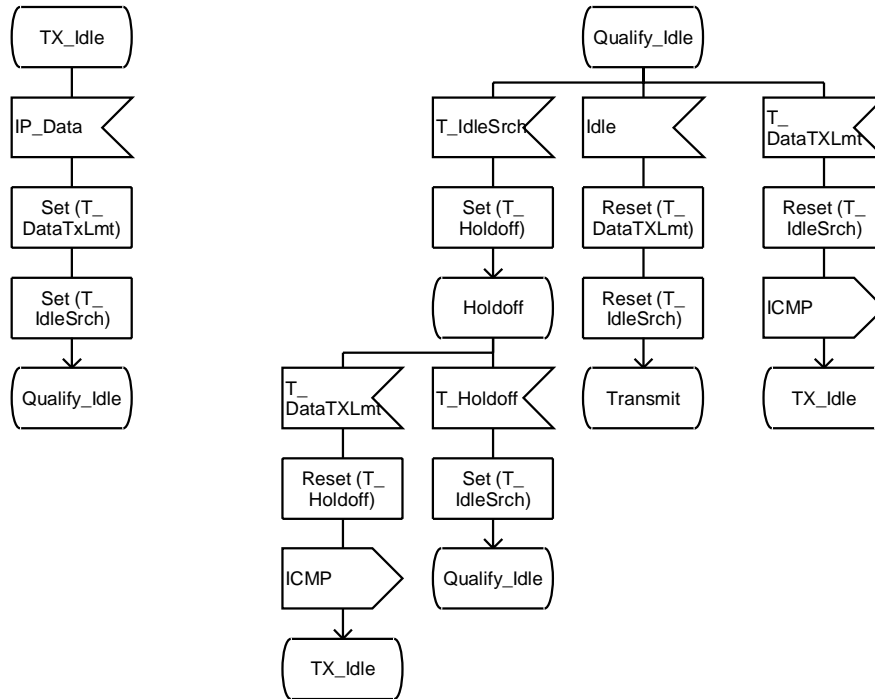 TX_Idle
IP_Data
Set (T_
DataTxLmt)
Set (T_
IdleSrch)
Qualify_Idle
Qualify_Idle
T_IdleSrch
Set (T_
Holdoff)
Holdoff
T_
DataTXLmt
Reset (T_
Holdoff)
ICMP
TX_Idle
T_Holdoff
Set (T_
IdleSrch)
Qualify_Idle
Idle
Reset (T_
DataTXLmt)
Reset (T_
IdleSrch)
Transmit
T_
DataTXLmt
Reset (T_
IdleSrch)
ICMP
TX_Idle